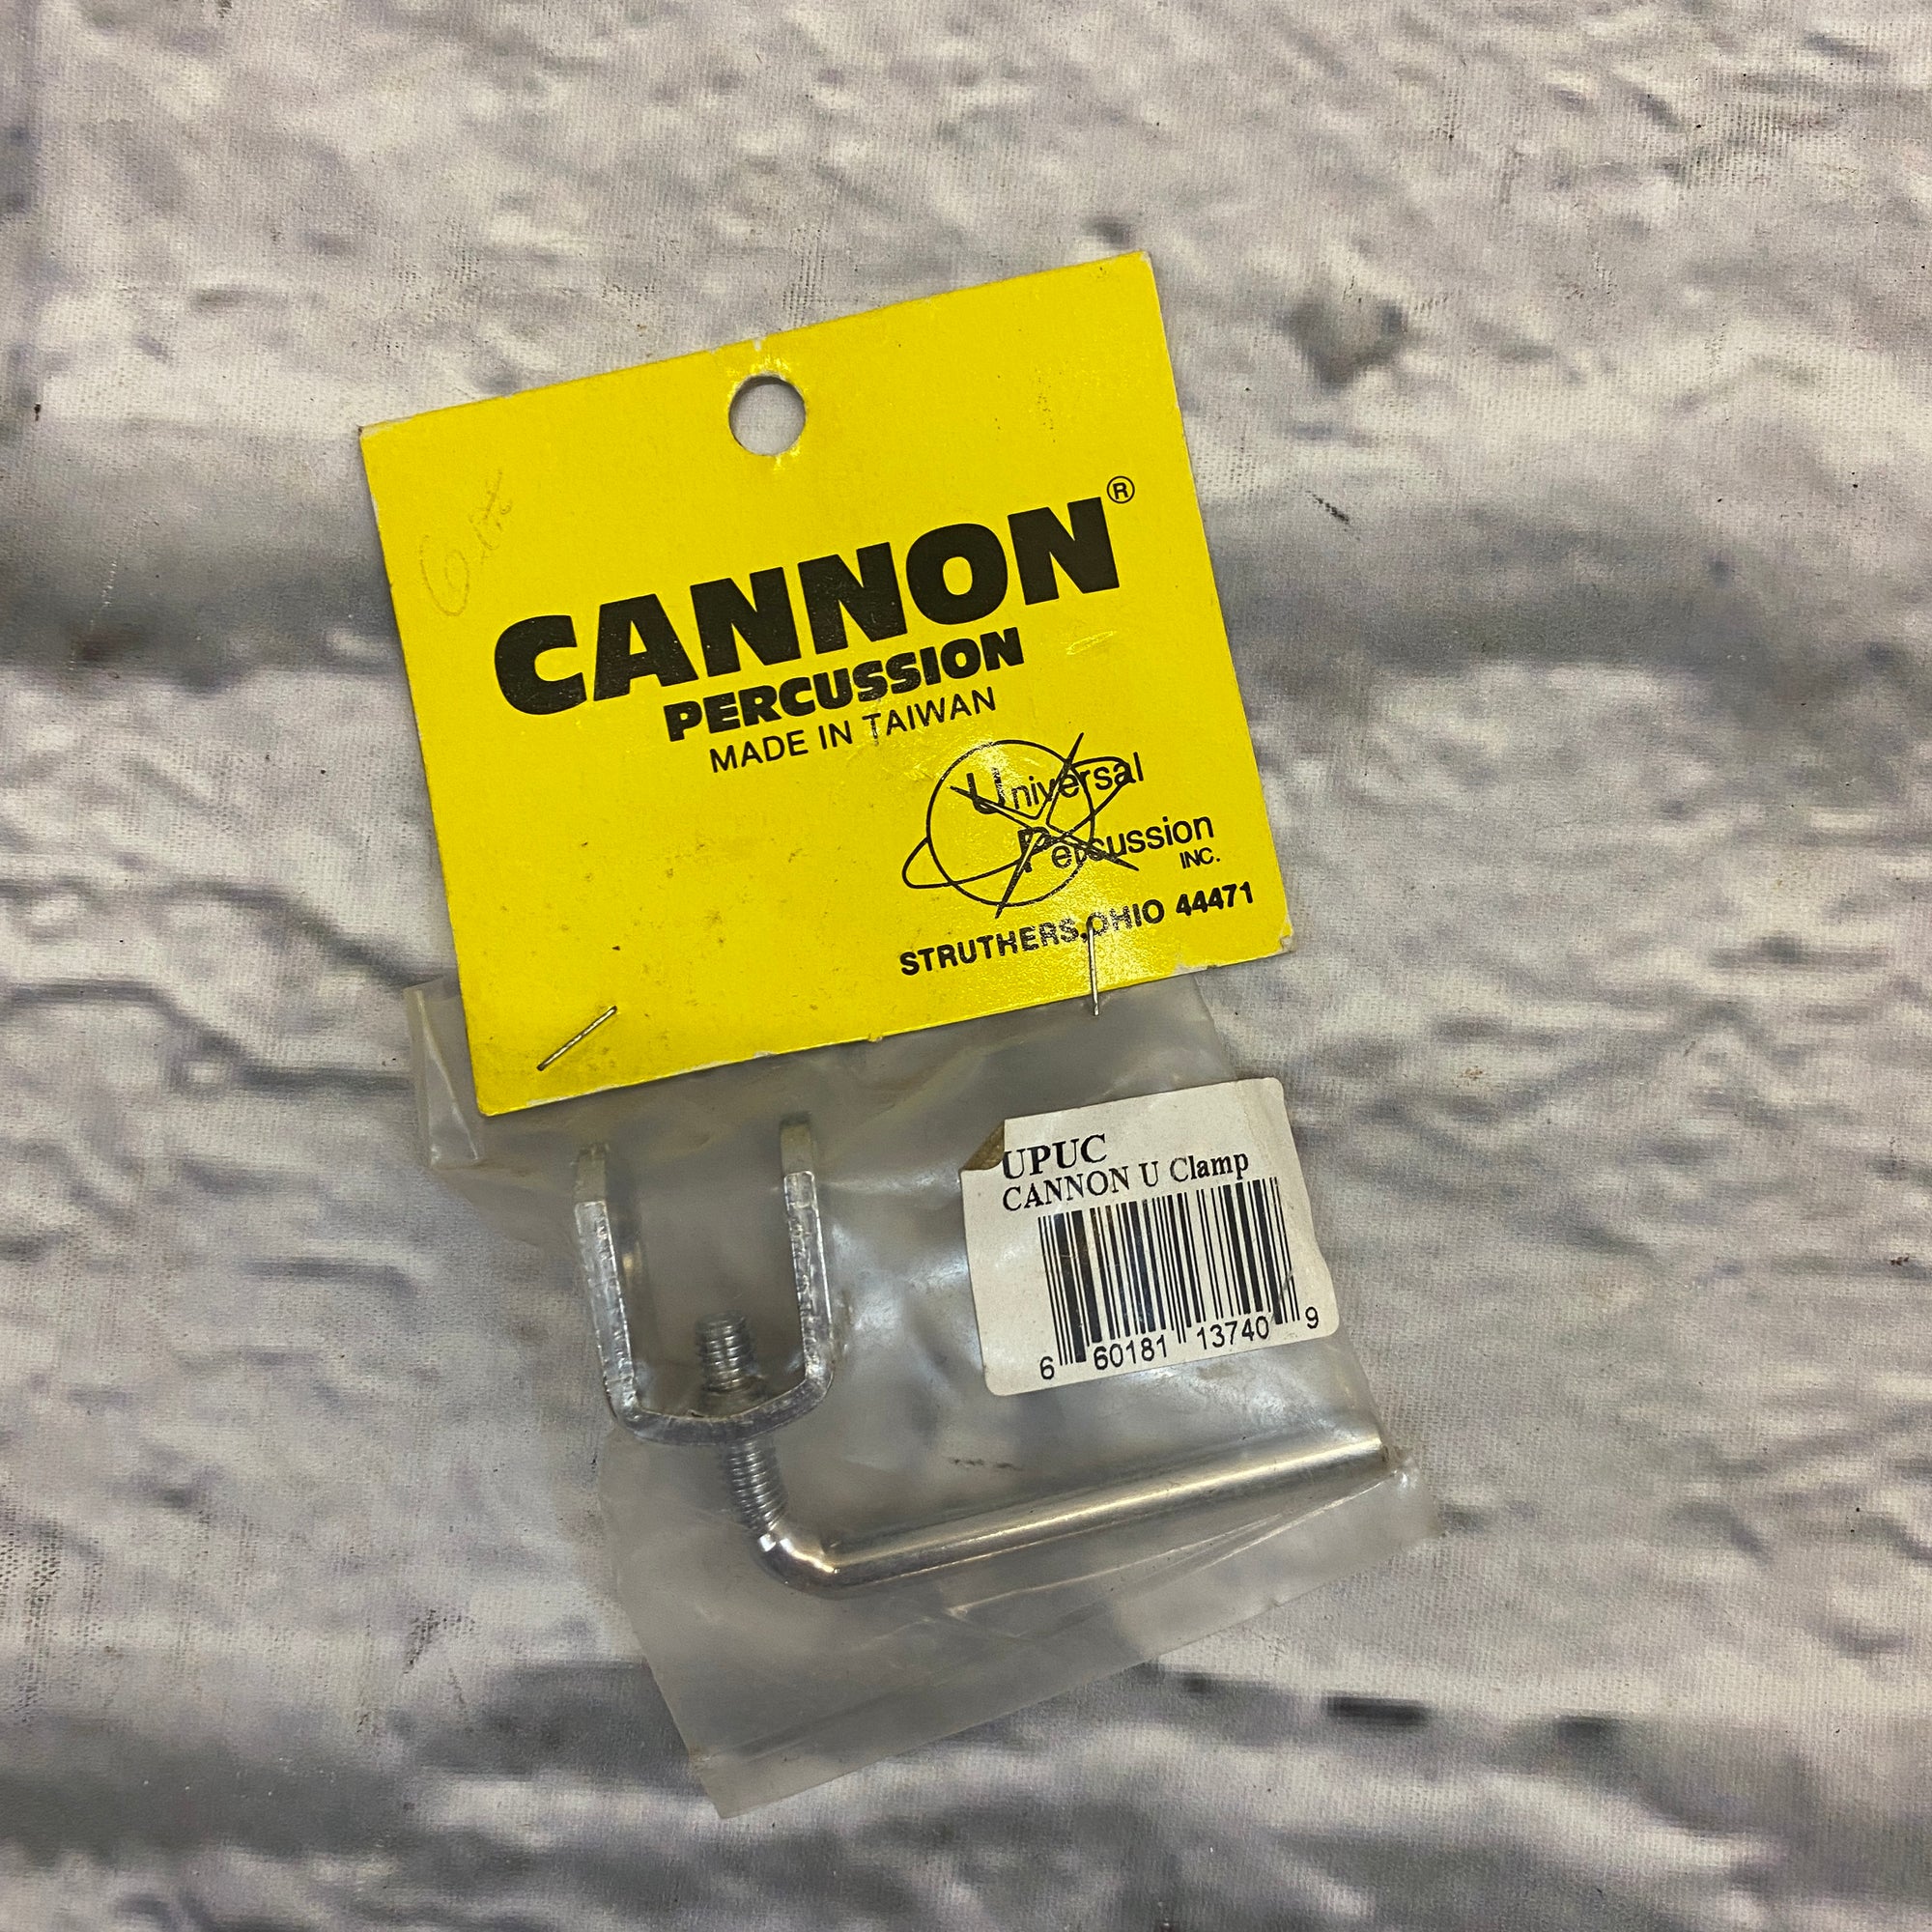 CANNON®
PERCUSSION
MADE IN TAIWAN
Universal
Percussion
INC.
STRUTHERS, OHIO 44471
UPUC
CANNON U Clamp
6 60181 13740 9